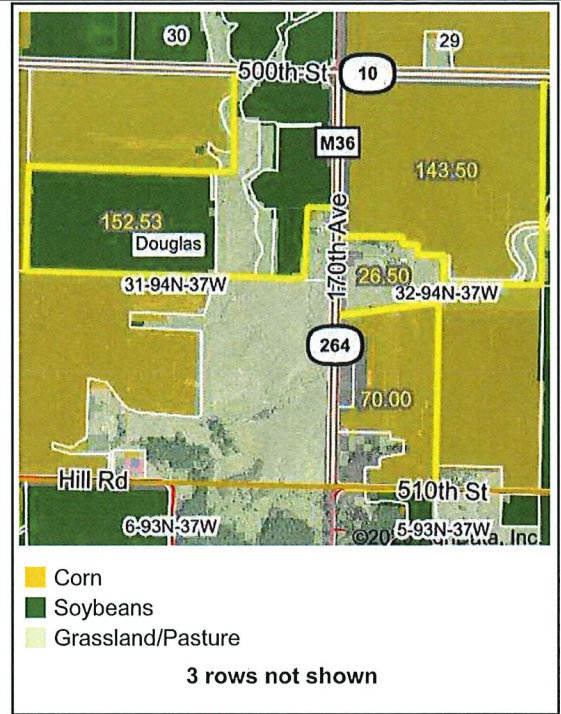 30
29
500th St
10
M36
143.50
152.53
Douglas
170th Ave
26.50
31-94N-37W
32-94N-37W
264
70.00
Hill Rd
510th St
6-93N-37W
5-93N-37W
Inc.
Corn
Soybeans
Grassland/Pasture
3 rows not shown